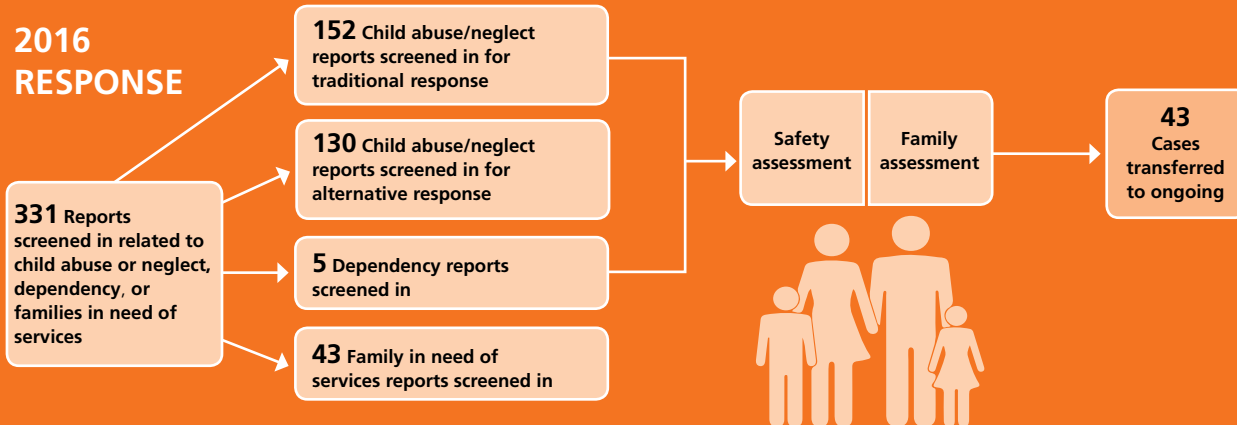 2016
RESPONSE
331 Reports
screened in related to
child abuse or neglect,
dependency, or
families in need of
services
152 Child abuse/neglect
reports screened in for
traditional response
130 Child abuse/neglect
reports screened in for
alternative response
5 Dependency reports
screened in
43 Family in need of
services reports screened in
Safety
assessment
Family
assessment
43
Cases
transferred
to ongoing